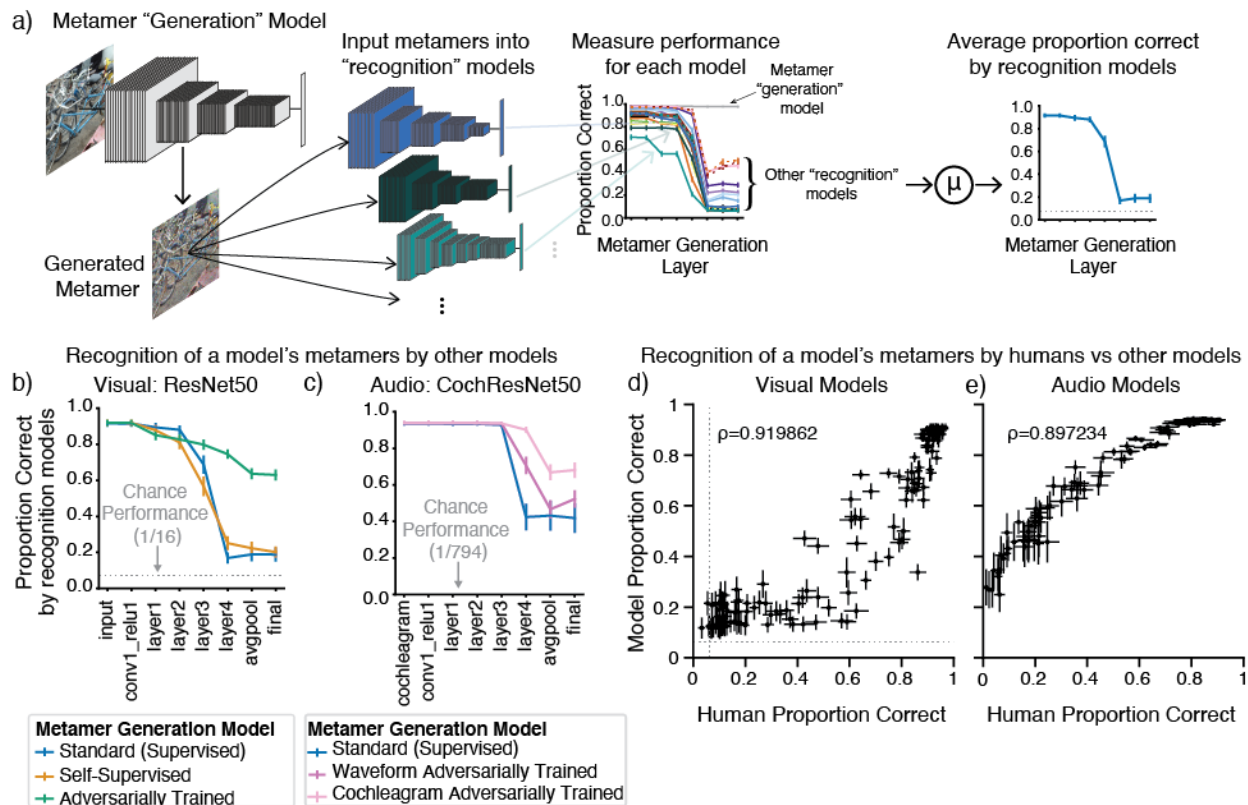 a)
Metamer "Generation" Model
Input metamers into
"recognition" models
Measure performance
for each model
Average proportion correct
by recognition models
Generated
Metamer
Proportion Correct
1.0
0.8
0.6
0.4
0.2
0.0
Metamer
"generation"
model
Other "recognition"
models
Metamer Generation
Layer
μ
1.0
0.8
0.6
0.4
0.2
0.0
Metamer Generation
Layer
Recognition of a model's metamers by other models
b)
Visual: ResNet50
Proportion Correct
by recognition models
1.0
0.8
0.6
0.4
0.2
0.0
Chance
Performance
(1/16)
input
conv1_relu1
layer1
layer2
layer3
layer4
avgpool
final
c)
Audio: CochResNet50
1.0
0.8
0.6
0.4
0.2
0.0
Chance
Performance
(1/794)
cochleagram
conv1_relu1
layer1
layer2
layer3
layer4
avgpool
final
Metamer Generation Model
Standard (Supervised)
Self-Supervised
Adversarially Trained
Metamer Generation Model
Standard (Supervised)
Waveform Adversarially Trained
Cochleagram Adversarially Trained
Recognition of a model's metamers by humans vs other models
d)
Visual Models
ρ=0.919862
Model Proportion Correct
1.0
0.8
0.6
0.4
0.2
0
0 0.2 0.4 0.6 0.8 1
Human Proportion Correct
e)
Audio Models
ρ=0.897234
0 0.2 0.4 0.6 0.8 1
Human Proportion Correct